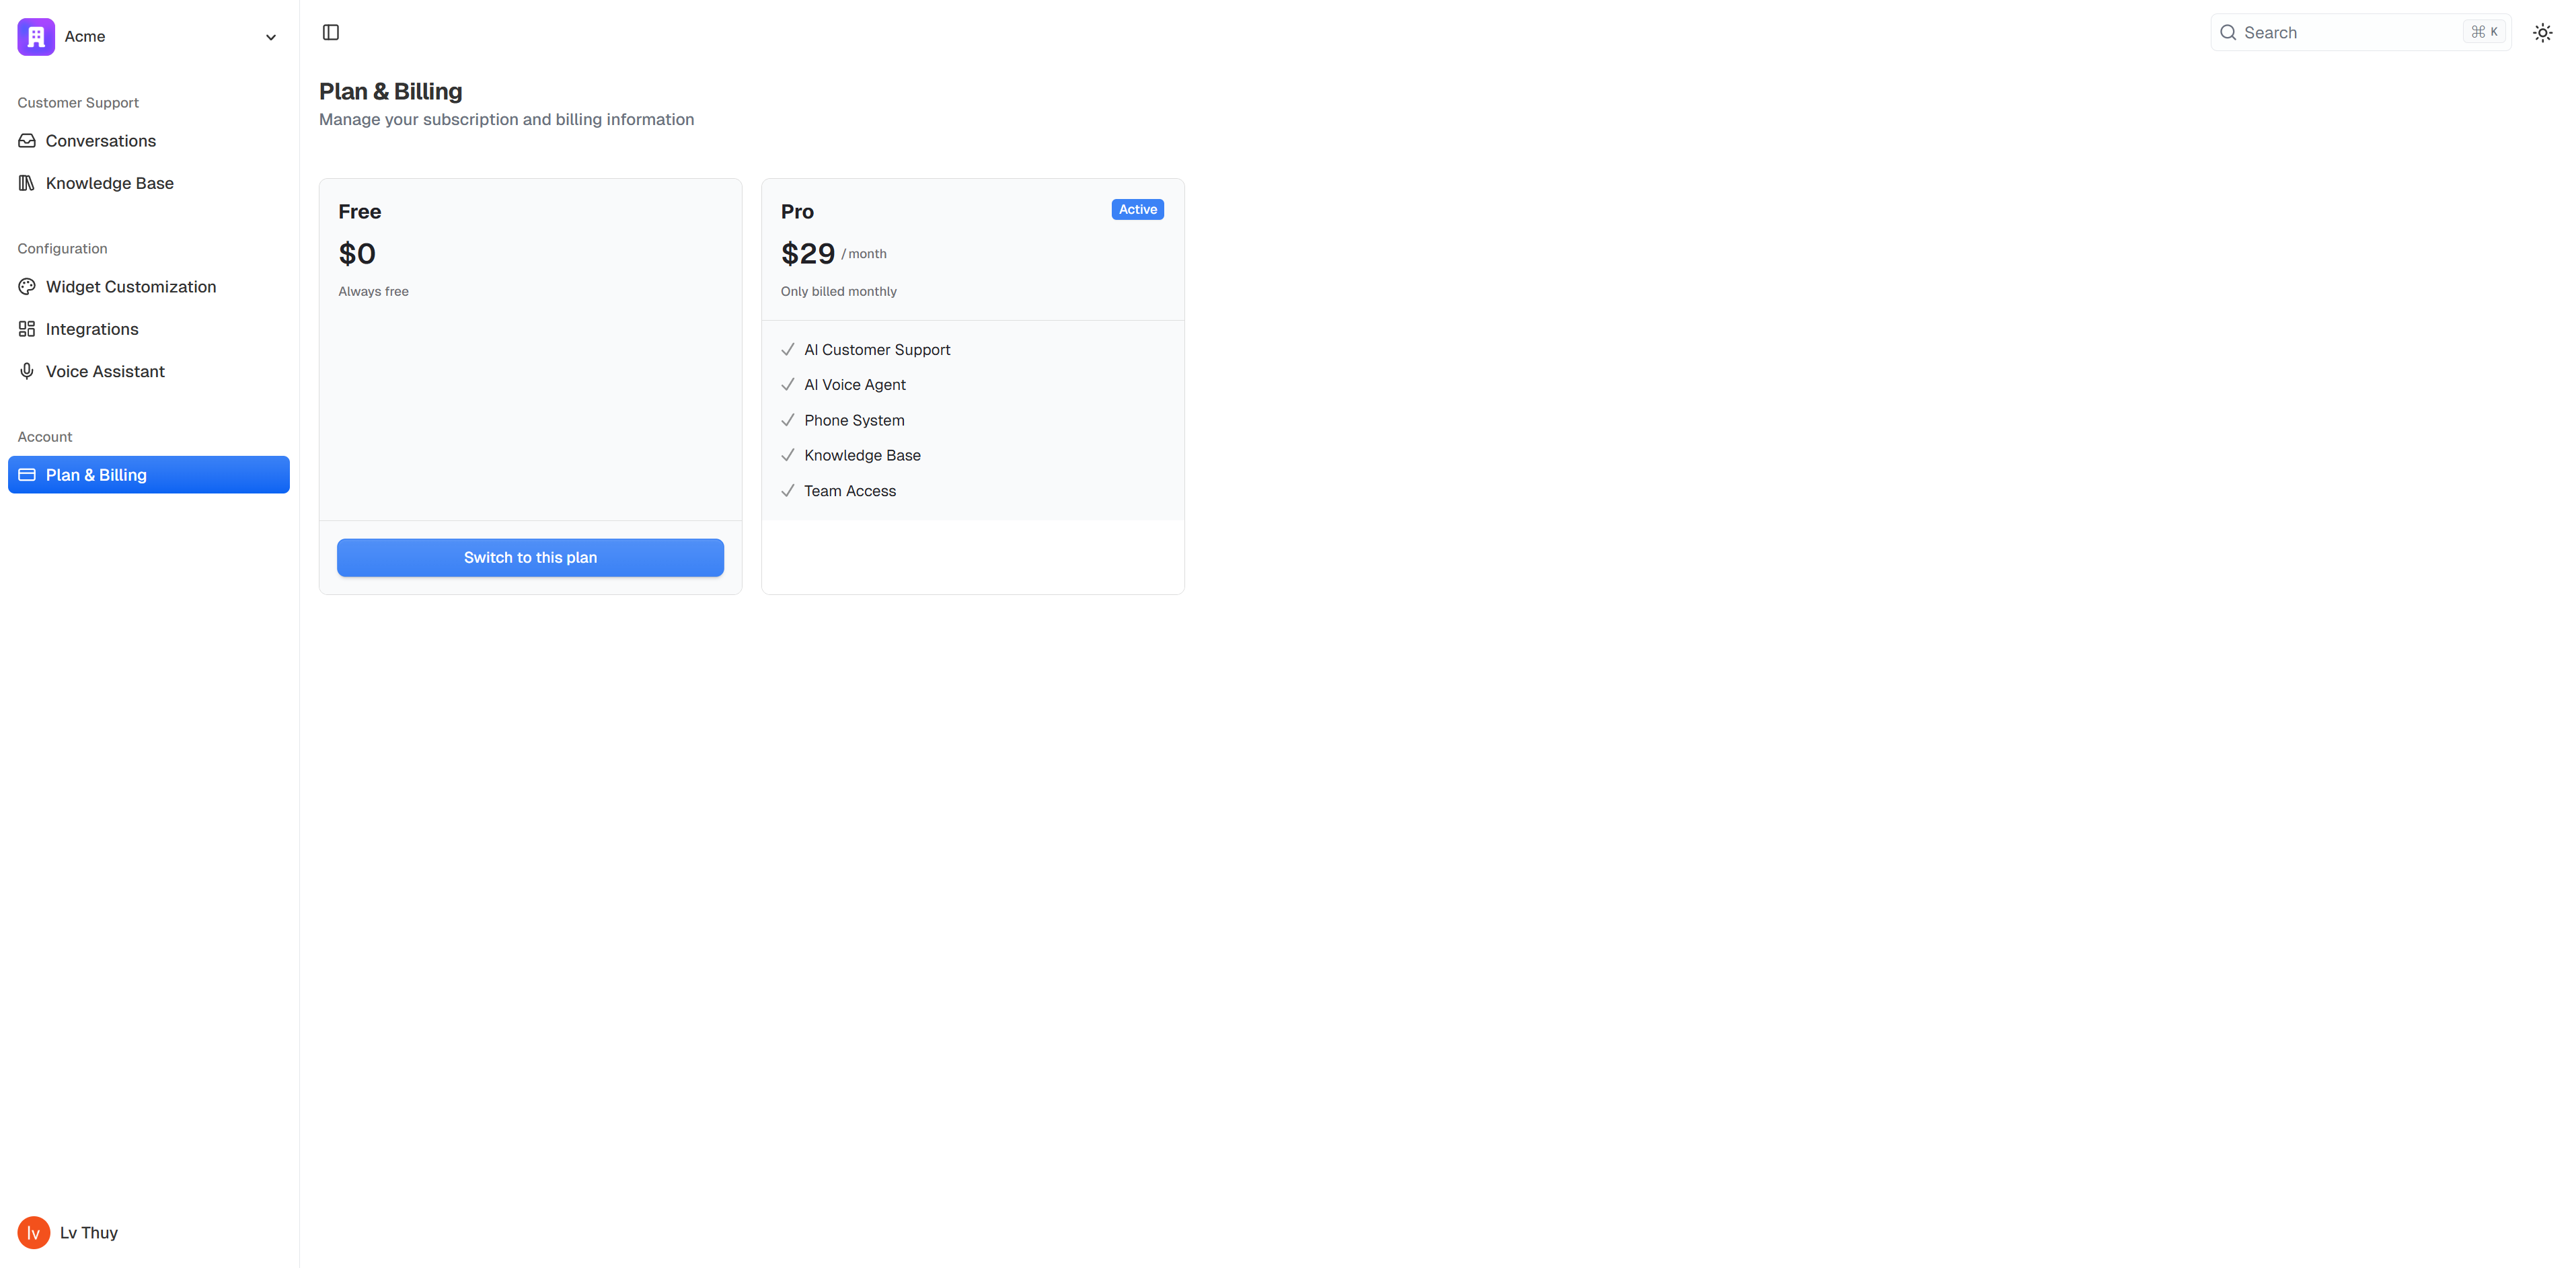 Acme
Customer Support
Conversations
Knowledge Base
Configuration
Widget Customization
Integrations
Voice Assistant
Account
Plan & Billing
lv
Lv Thuy
Search
⌘ K
Plan & Billing
Manage your subscription and billing information
Free
$0
Always free
Switch to this plan
Pro
Active
$29 / month
Only billed monthly
AI Customer Support
AI Voice Agent
Phone System
Knowledge Base
Team Access